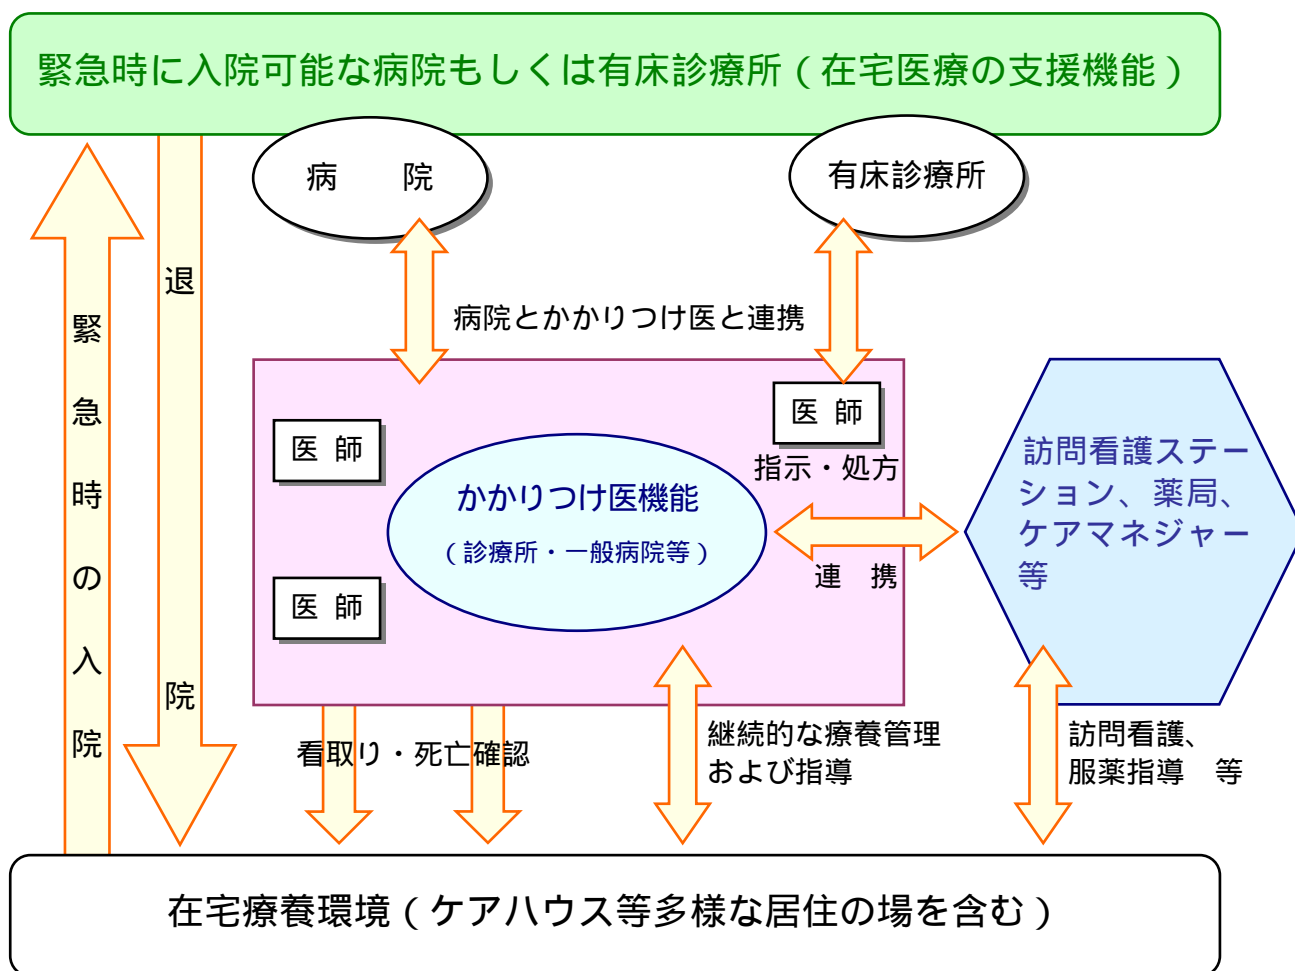 緊急時に入院可能な病院もしくは有床診療所（在宅医療の支援機能）
病　　院
有床診療所
退院
緊急時の入院
病院とかかりつけ医と連携
医 師
医 師
指示・処方
かかりつけ医機能
（診療所・一般病院等）
医 師
連　携
訪問看護ステー
ション、薬局、
ケアマネジャー
等
看取り・死亡確認
継続的な療養管理
および指導
訪問看護、
服薬指導　等
在宅療養環境（ケアハウス等多様な居住の場を含む）